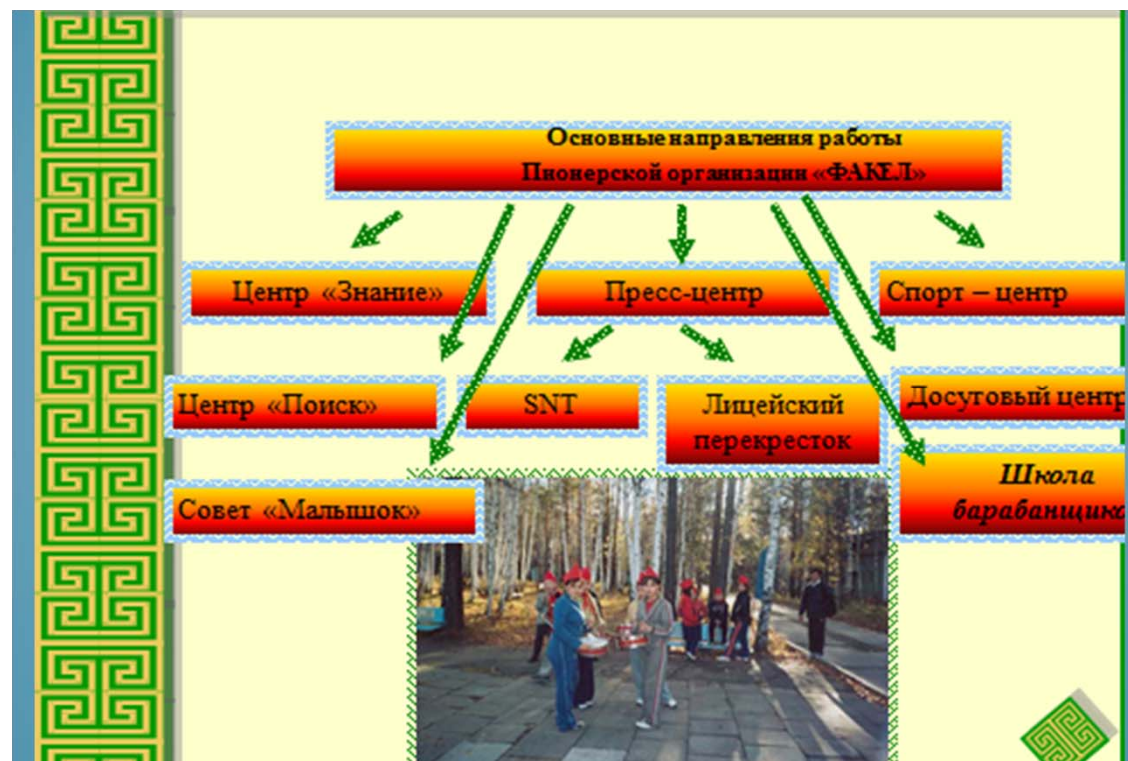 Основные направления работы
Пионерской организации «ФАКЕЛ»
Центр «Знание»
Пресс-центр
Спорт – центр
Центр «Поиск»
SNT
Лицейский
перекресток
Досуговый центр
Совет «Малышок»
Школа